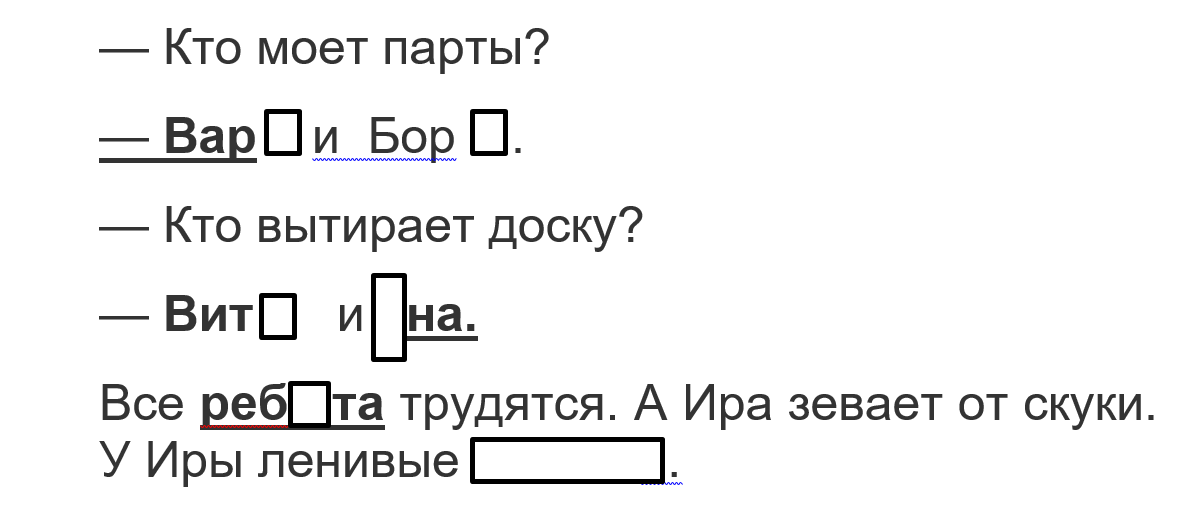 — Кто моет парты?
— Вар и Бор .
— Кто вытирает доску?
— Вит и на.
Все реб та трудятся. А Ира зевает от скуки.
У Иры ленивые .